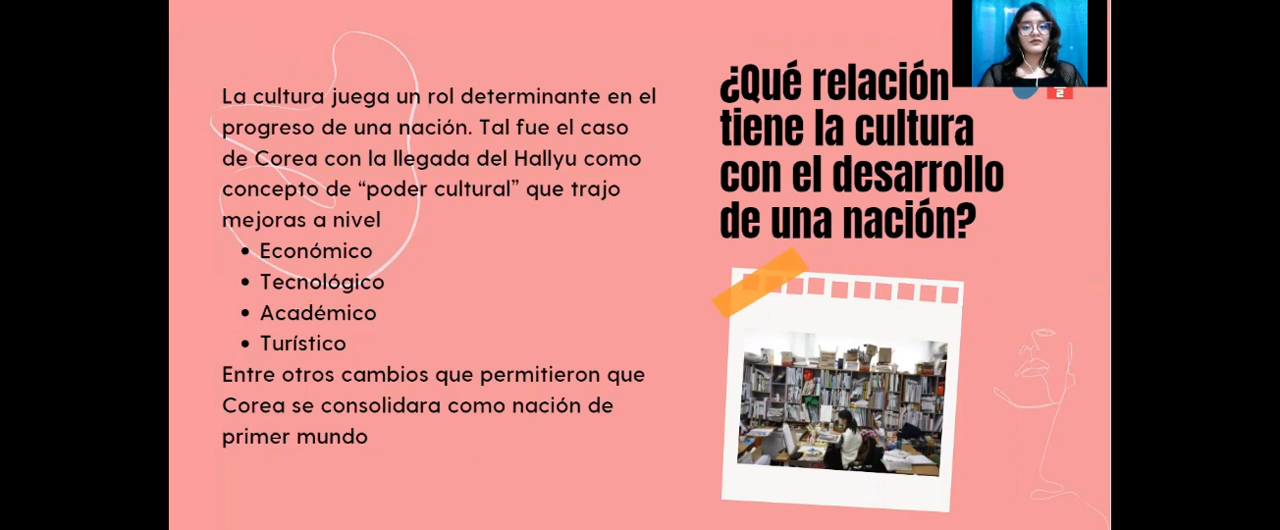 ¿Qué relación
tiene la cultura
con el desarrollo
de una nación?
La cultura juega un rol determinante en el
progreso de una nación. Tal fue el caso
de Corea con la llegada del Hallyu como
concepto de “poder cultural” que trajo
mejoras a nivel
• Económico
• Tecnológico
• Académico
• Turístico
Entre otros cambios que permitieron que
Corea se consolidara como nación de
primer mundo
2